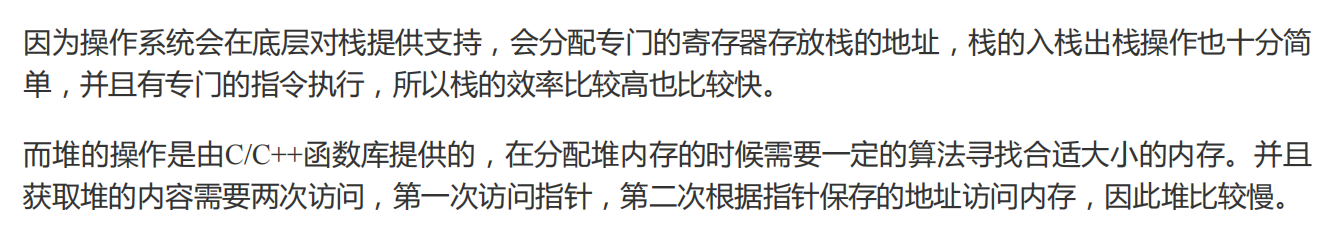 因为操作系统会在底层对栈提供支持，会分配专门的寄存器存放栈的地址，栈的入栈出栈操作也十分简
单，并且有专门的指令执行，所以栈的效率比较高也比较快。
而堆的操作是由C/C++函数库提供的，在分配堆内存的时候需要一定的算法寻找合适大小的内存。并且
获取堆的内容需要两次访问，第一次访问指针，第二次根据指针保存的地址访问内存，因此堆比较慢。